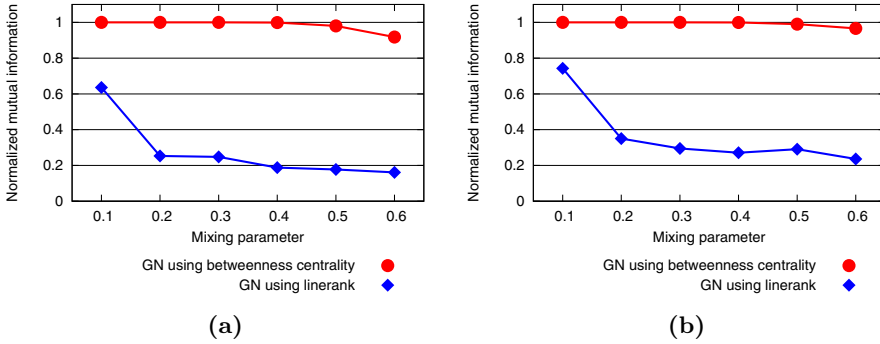 Normalized mutual information
1
0.8
0.6
0.4
0.2
0
0.1 0.2 0.3 0.4 0.5 0.6
Mixing parameter
GN using betweenness centrality
GN using linerank
(a)
Normalized mutual information
1
0.8
0.6
0.4
0.2
0
0.1 0.2 0.3 0.4 0.5 0.6
Mixing parameter
GN using betweenness centrality
GN using linerank
(b)